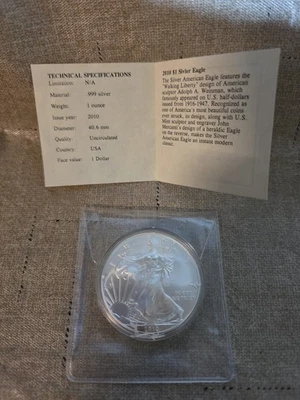 TECHNICAL SPECIFICATIONS
Limitation: N/A
Material: 999 silver
Weight: 1 ounce
Issue year: 2010
Diameter: 40.6 mm
Quality: Uncirculated
Country: USA
Face value: 1 Dollar
2010 $1 Silver Eagle
The Silver American Eagle features the
"Walking Liberty" design of American
sculptor Adolph A. Weinman, which
famously appeared on U.S. half-dollars
issued from 1916-1947. Recognized as
one of America's most beautiful coins
ever struck, its design, along with U.S.
Mint sculptor and engraver John
Mercanti's design of a heraldic Eagle
on the reverse, makes the Silver
American Eagle an instant modern
classic.